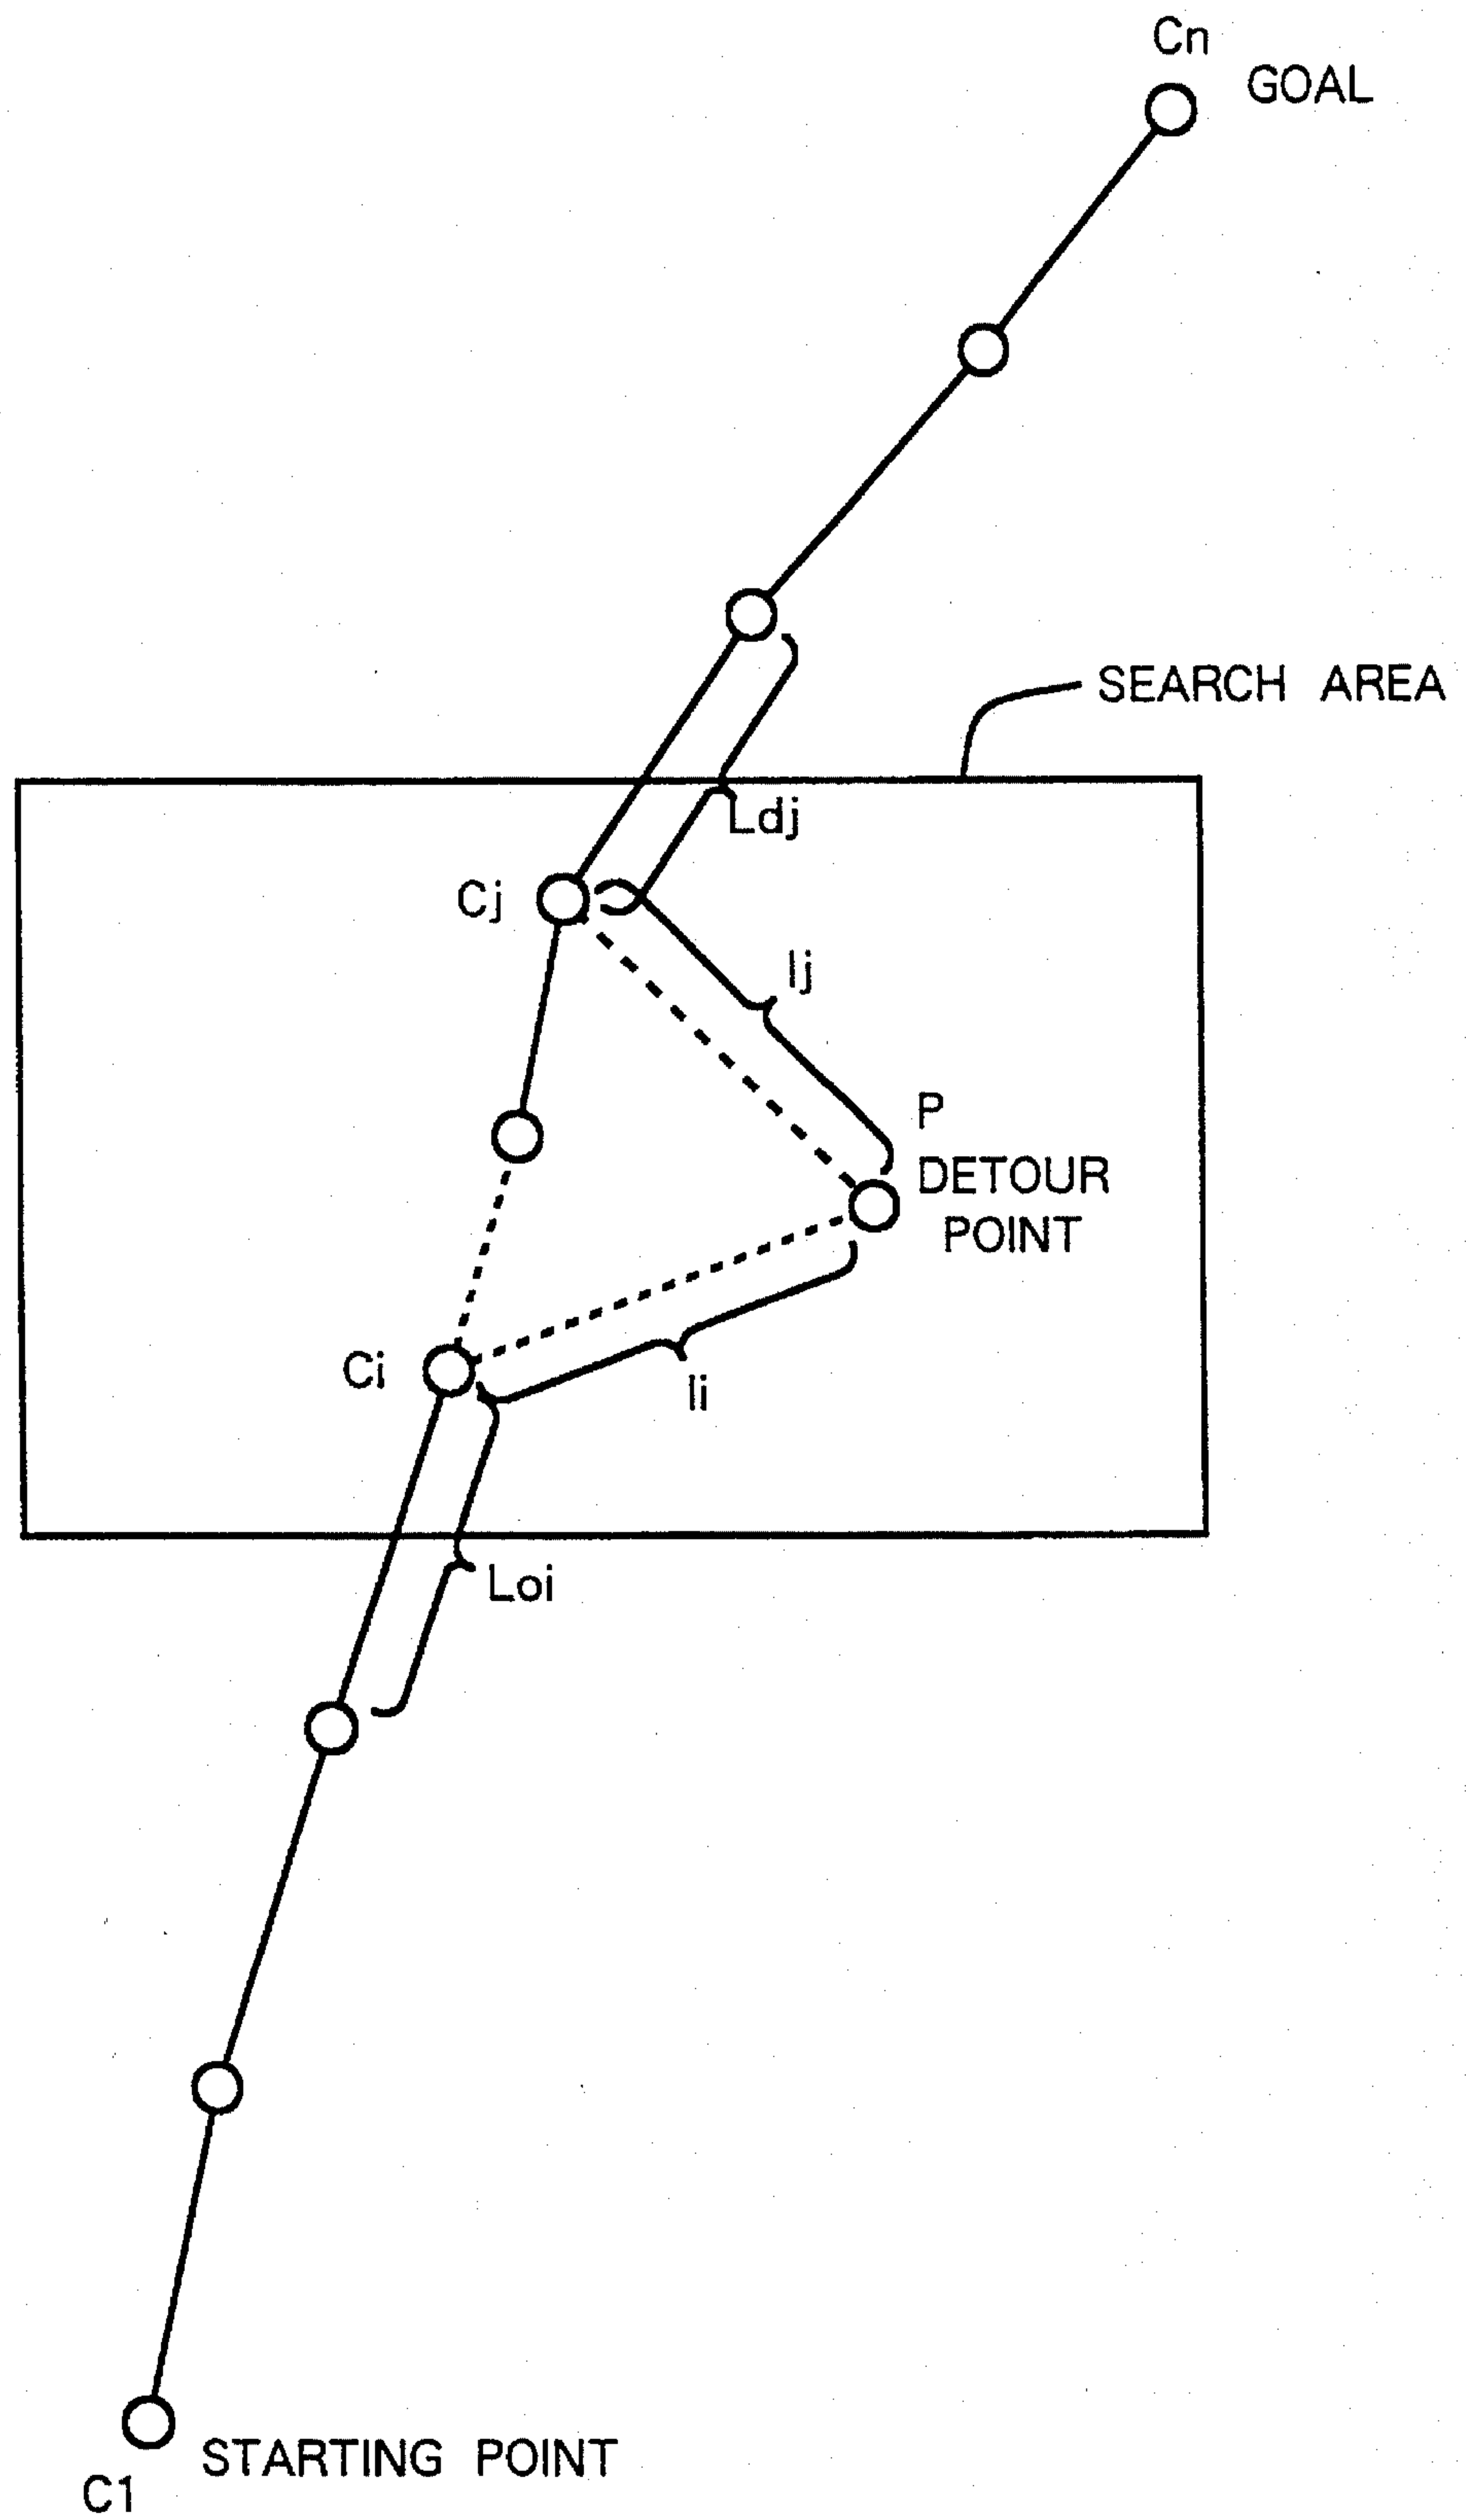 Cn
GOAL
SEARCH AREA
Ldj
Cj
lj
P
DETOUR
POINT
Ci
li
Loi
STARTING POINT
C1